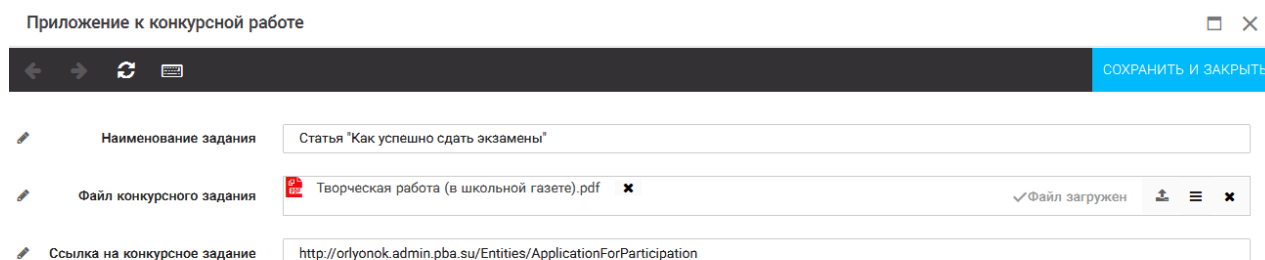 Приложение к конкурсной работе
СОХРАНИТЬ И ЗАКРЫТЬ
Наименование задания Статья "Как успешно сдать экзамены"
Файл конкурсного задания Творческая работа (в школьной газете).pdf Файл загружен
Ссылка на конкурсное задание http://orlyonok.admin.pba.su/Entities/ApplicationForParticipation